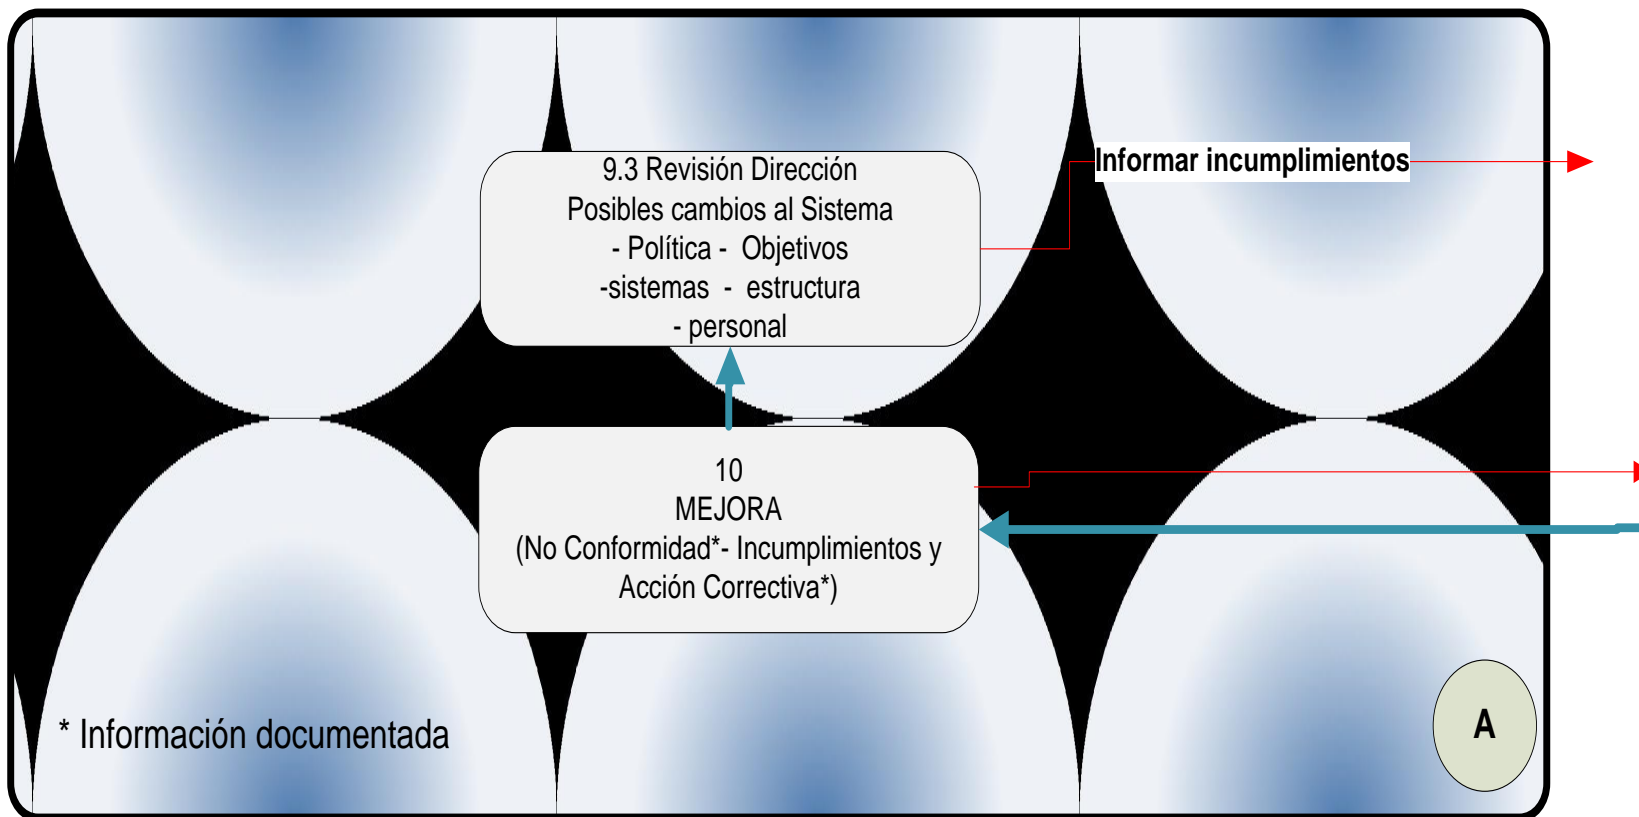 9.3 Revisión Dirección
Posibles cambios al Sistema
- Política - Objetivos
-sistemas - estructura
- personal
Informar incumplimientos
10
MEJORA
(No Conformidad*- Incumplimientos y
Acción Correctiva*)
* Información documentada
A